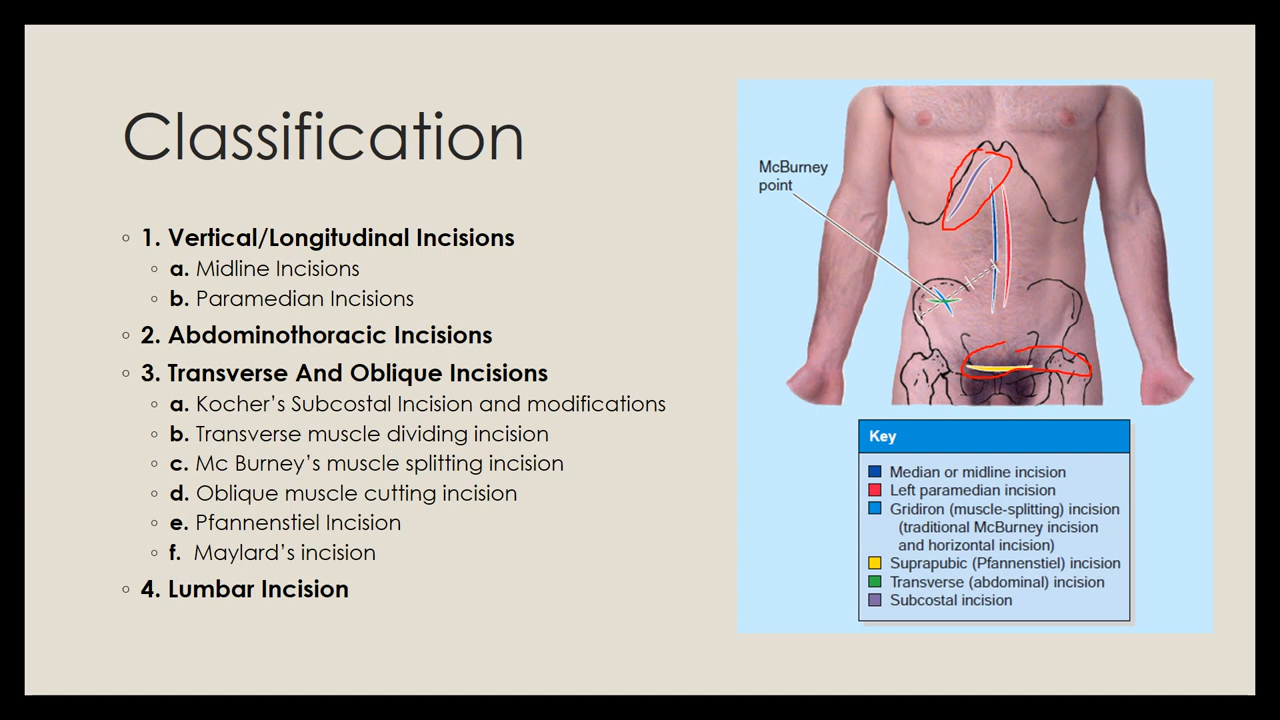 Classification
1. Vertical/Longitudinal Incisions
a. Midline Incisions
b. Paramedian Incisions
2. Abdominothoracic Incisions
3. Transverse And Oblique Incisions
a. Kocher's Subcostal Incision and modifications
b. Transverse muscle dividing incision
c. Mc Burney's muscle splitting incision
d. Oblique muscle cutting incision
e. Pfannenstiel Incision
f. Maylard's incision
4. Lumbar Incision
McBurney
point
Key
Median or midline incision
Left paramedian incision
Gridiron (muscle-splitting) incision
(traditional McBurney incision
and horizontal incision)
Suprapubic (Pfannenstiel) incision
Transverse (abdominal) incision
Subcostal incision